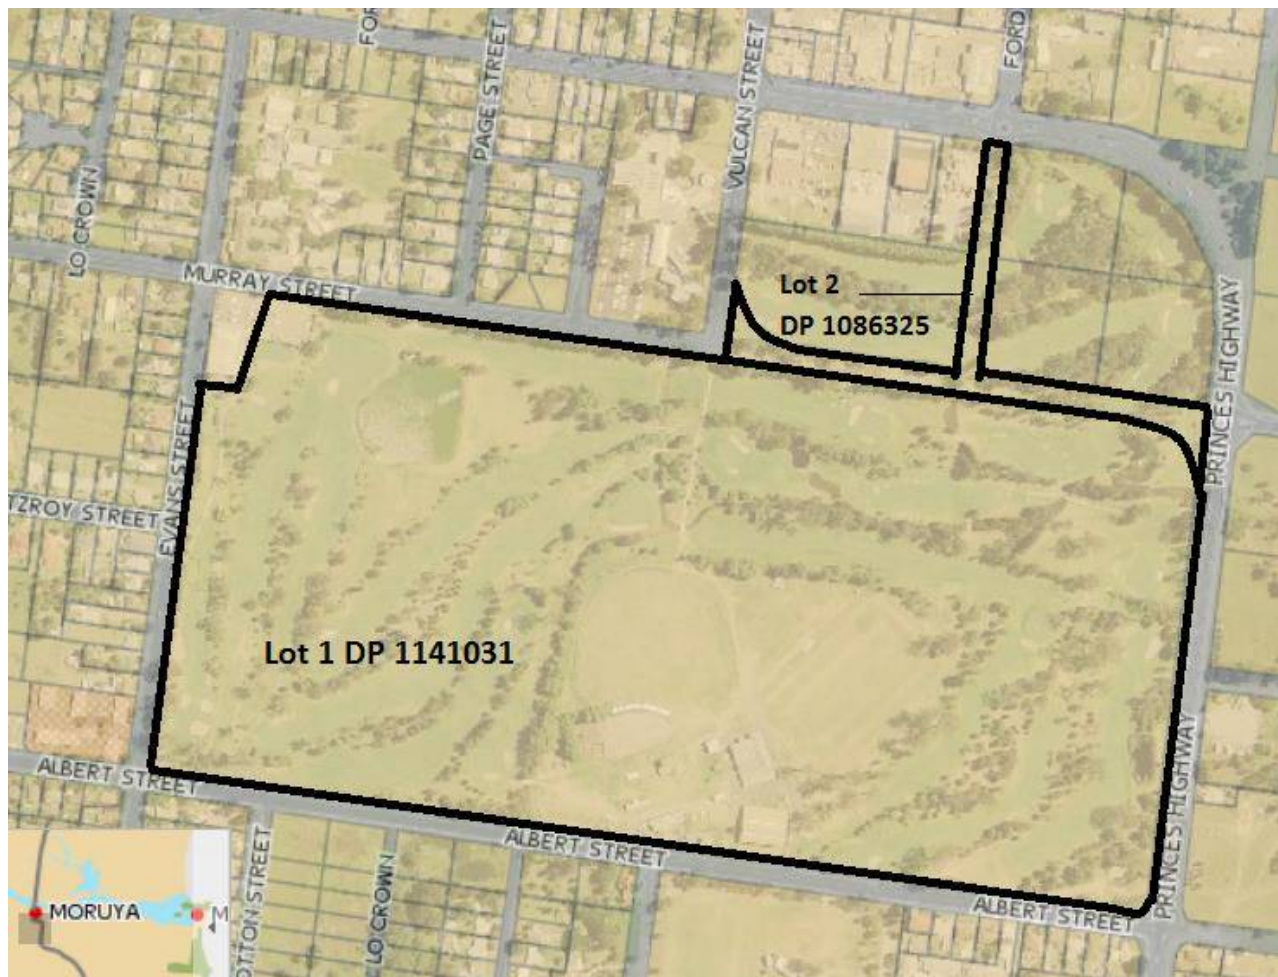 FOR
FORD
PAGE STREET
VULCAN STREET
LO CROWN
MURRAY STREET
Lot 2
DP 1086325
PRINCES HIGHWAY
EVANS STREET
TZROY STREET
Lot 1 DP 1141031
ALBERT STREET
ALBERT STREET
PRINCES HIGHWAY
ALBERT STREET
MORUYA
M
OTTON STREET
LO CROWN